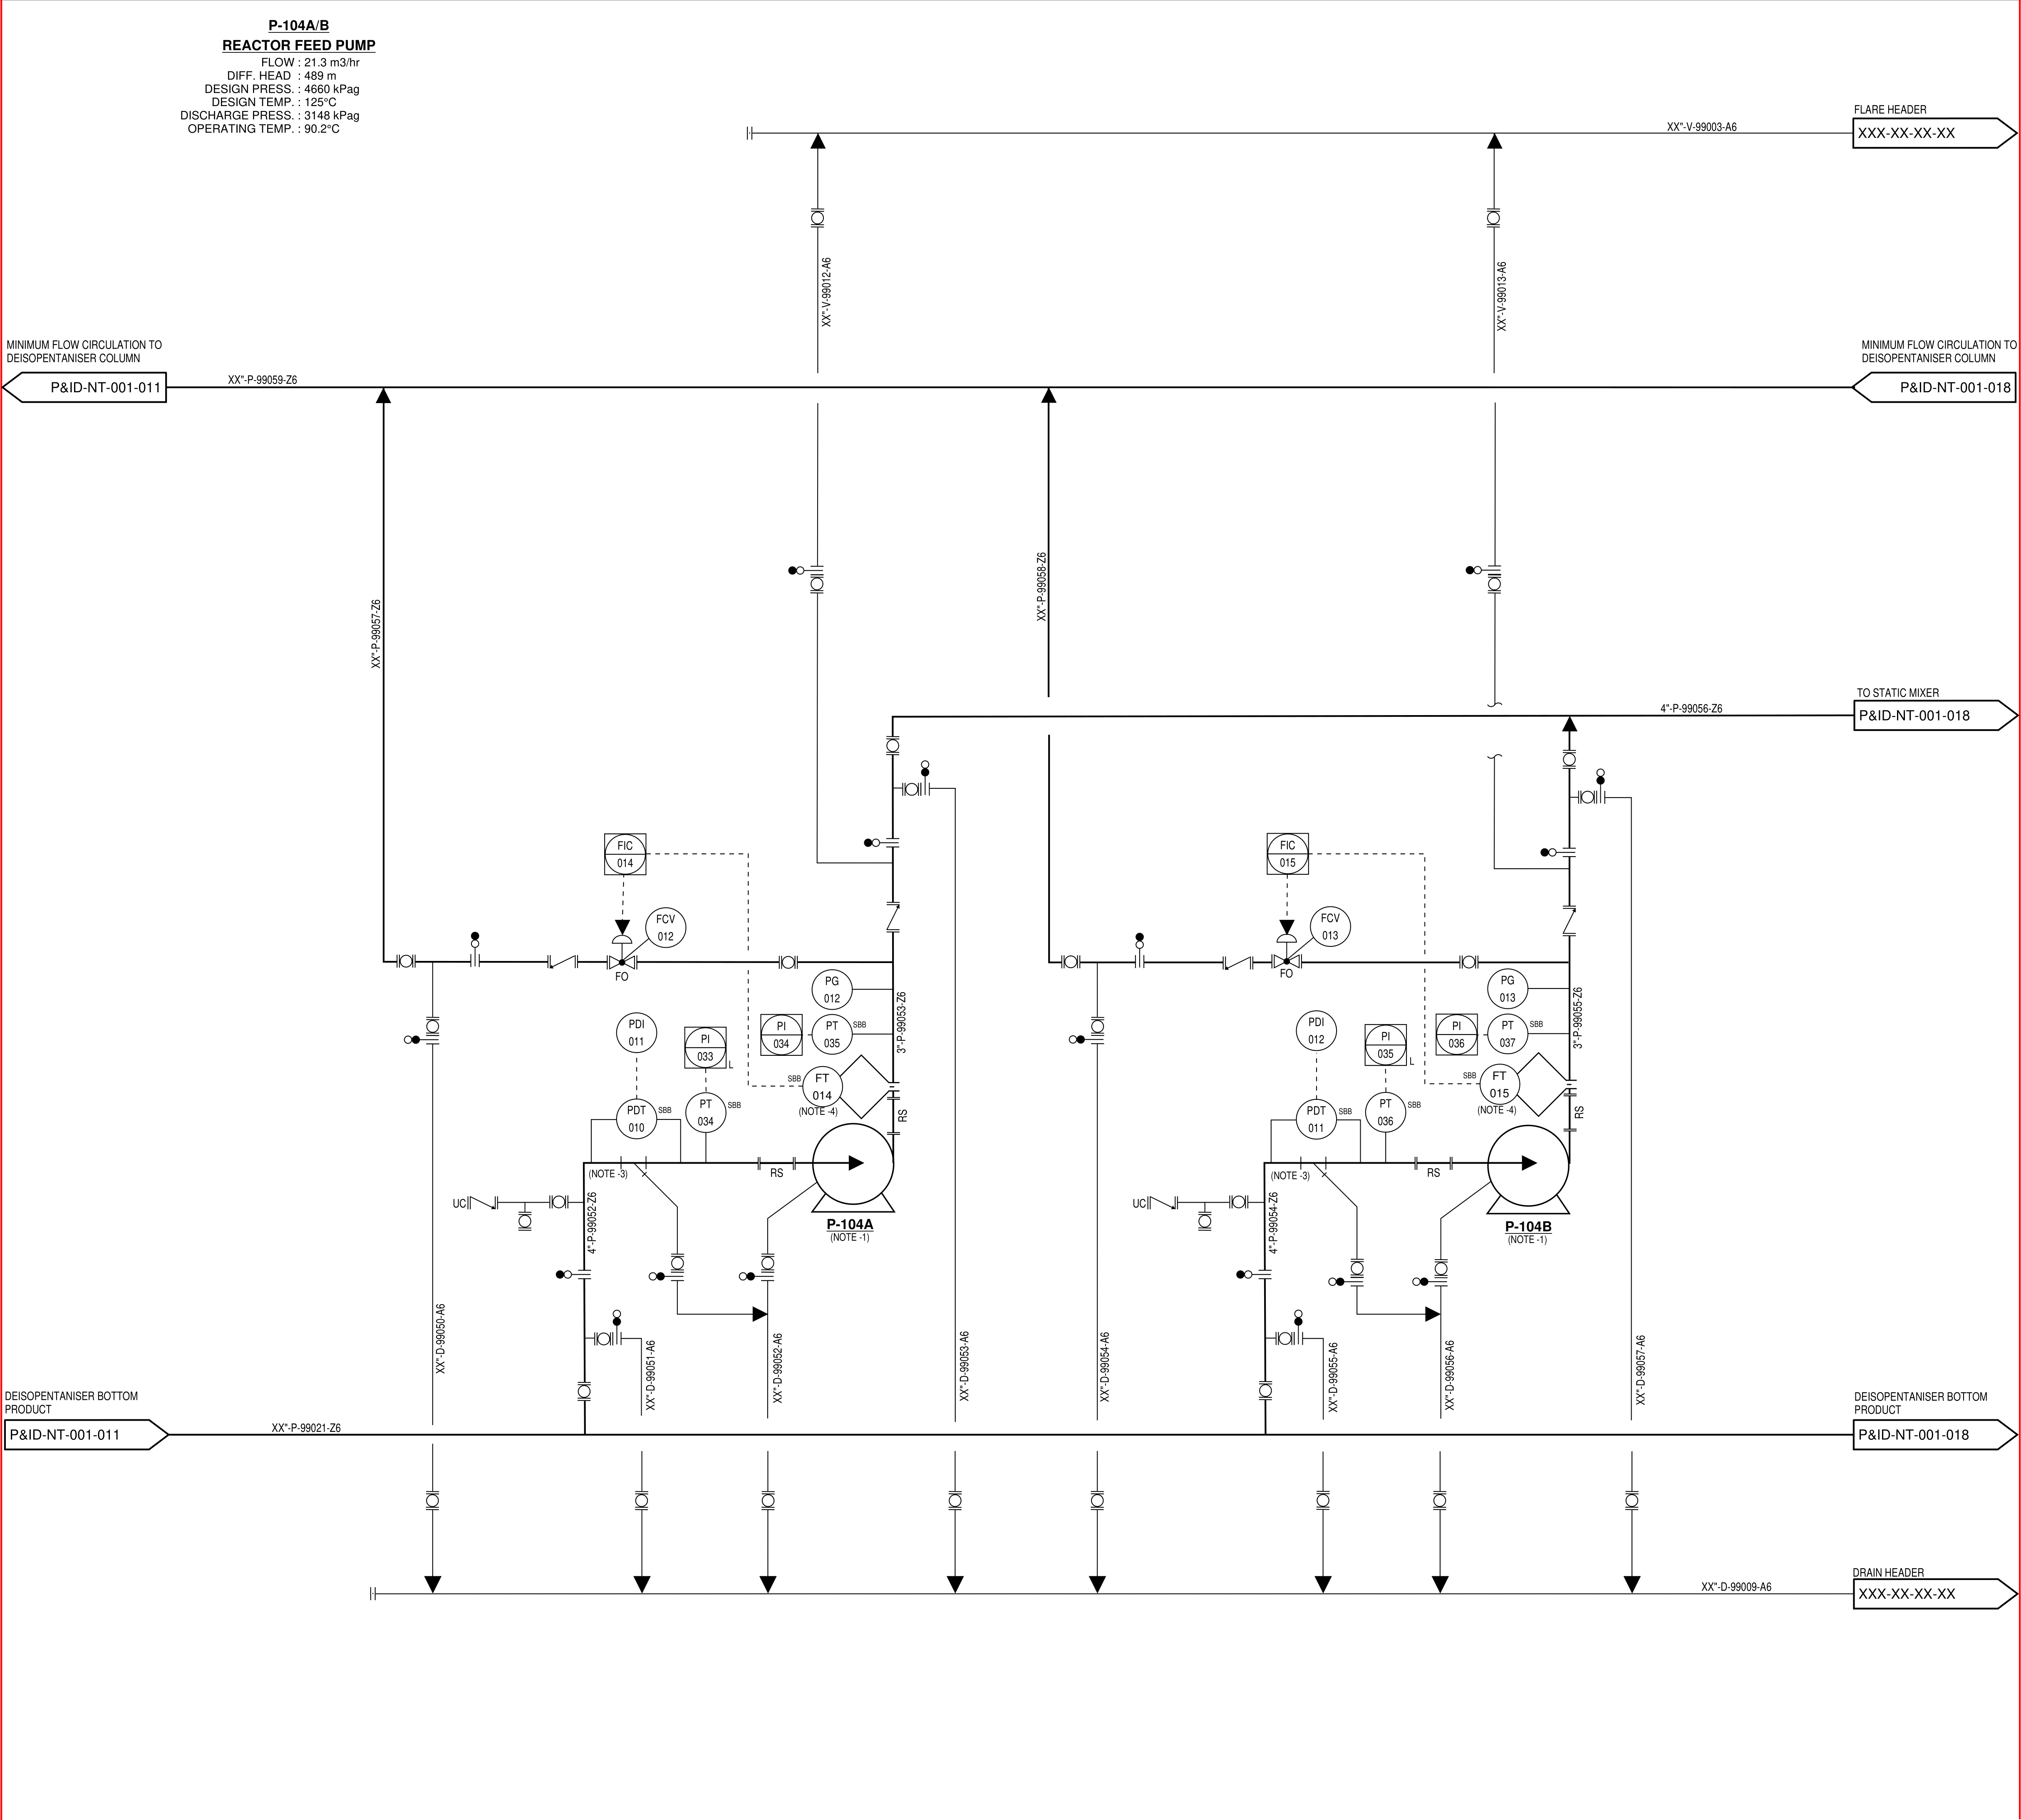 P-104A/B
REACTOR FEED PUMP
FLOW : 21.3 m3/hr
DIFF. HEAD : 489 m
DESIGN PRESS. : 4660 kPag
DESIGN TEMP. : 125°C
DISCHARGE PRESS. : 3148 kPag
OPERATING TEMP. : 90.2°C
FLARE HEADER
XXX-XX-XX-XX
XX"-V-99003-A6
XX"-V-99012-A6
XX"-V-99013-A6
MINIMUM FLOW CIRCULATION TO
DEISOPENTANISER COLUMN
P&ID-NT-001-011
XX"-P-99059-Z6
MINIMUM FLOW CIRCULATION TO
DEISOPENTANISER COLUMN
P&ID-NT-001-018
XX"-P-99057-Z6
XX"-P-99058-Z6
TO STATIC MIXER
P&ID-NT-001-018
4"-P-99056-Z6
FIC
014
FCV
012
FO
PG
012
PDI
011
PI
033
L
PI
034
PT
035
SBB
3"-P-99053-Z6
SBB
FT
014
(NOTE -4)
PDT
010
SBB
PT
034
SBB
RS
(NOTE -3)
RS
UC
4"-P-99052-Z6
P-104A
(NOTE -1)
FIC
015
FCV
013
FO
PG
013
PDI
012
PI
035
L
PI
036
PT
037
SBB
3"-P-99055-Z6
SBB
FT
015
(NOTE -4)
PDT
011
SBB
PT
036
SBB
RS
(NOTE -3)
RS
UC
4"-P-99054-Z6
P-104B
(NOTE -1)
XX"-D-99050-A6
XX"-D-99051-A6
XX"-D-99052-A6
XX"-D-99053-A6
XX"-D-99054-A6
XX"-D-99055-A6
XX"-D-99056-A6
XX"-D-99057-A6
DEISOPENTANISER BOTTOM
PRODUCT
P&ID-NT-001-011
XX"-P-99021-Z6
DEISOPENTANISER BOTTOM
PRODUCT
P&ID-NT-001-018
DRAIN HEADER
XXX-XX-XX-XX
XX"-D-99009-A6